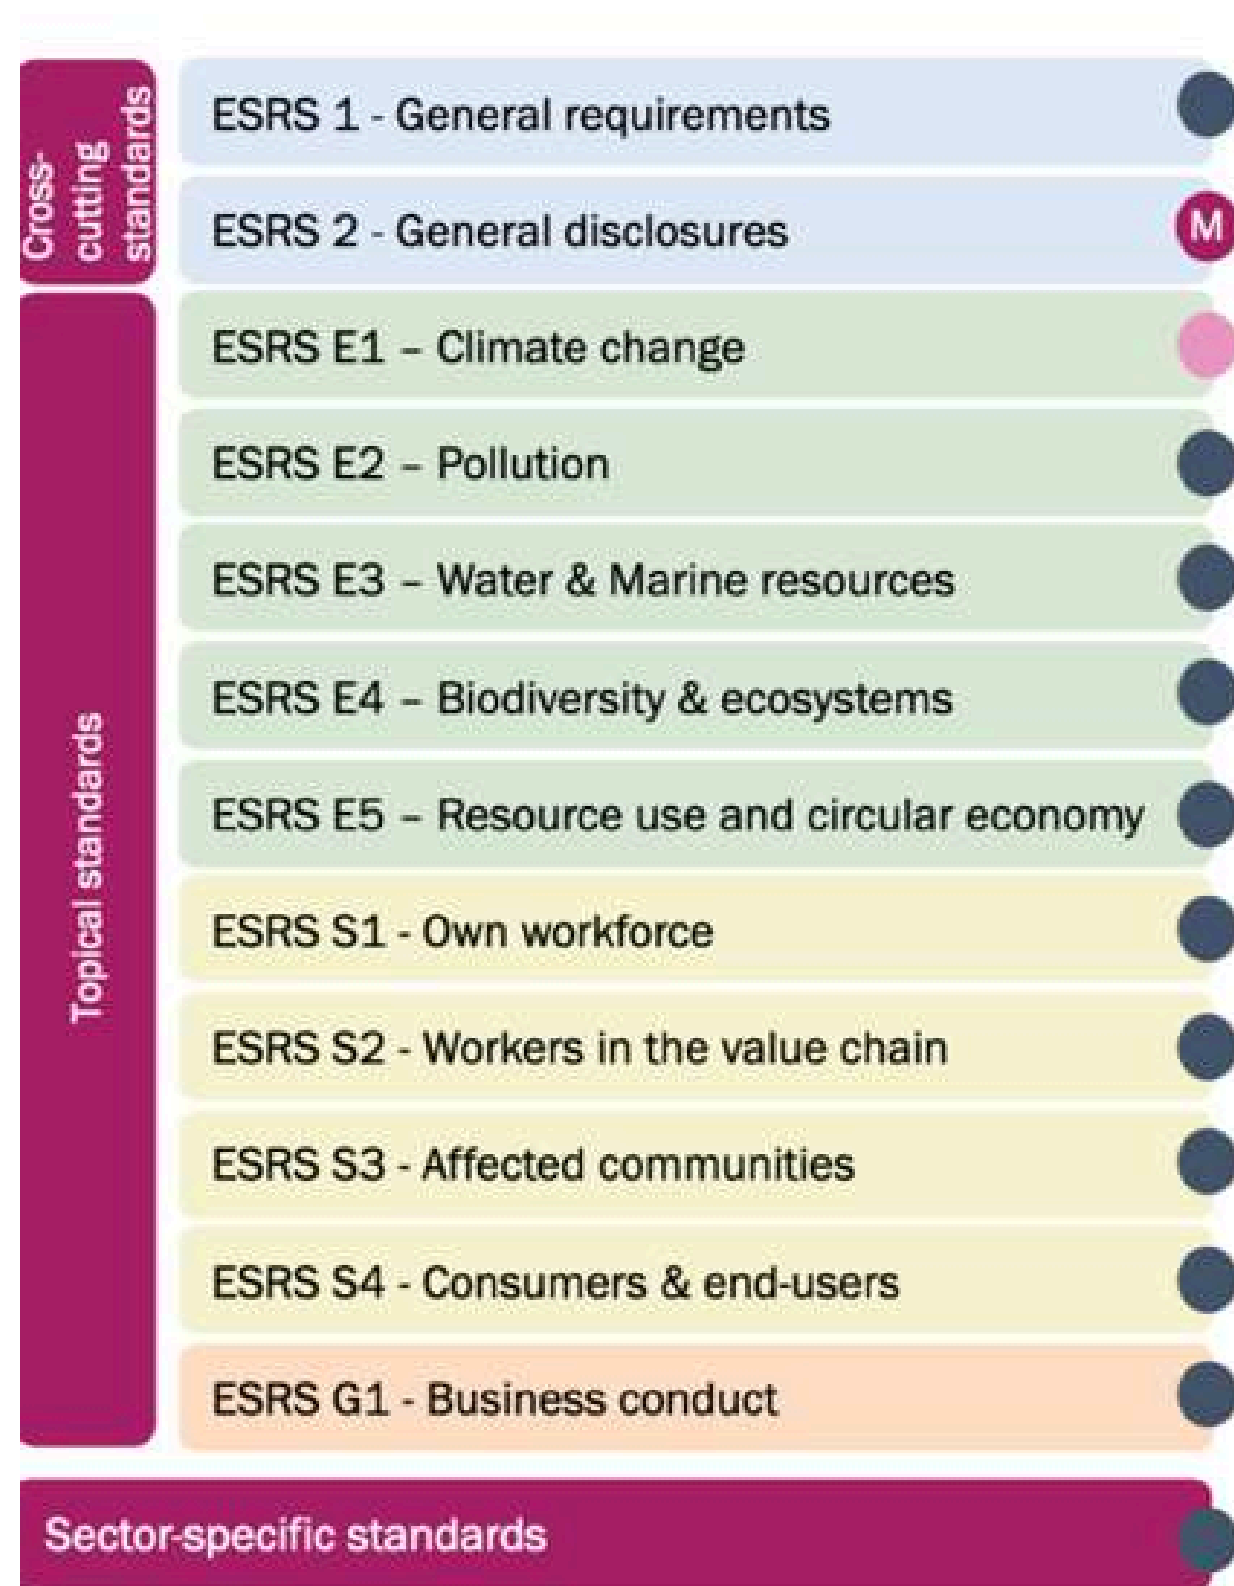 Cross-
cutting
standards
ESRS 1 - General requirements
ESRS 2 - General disclosures
M
Topical standards
ESRS E1 – Climate change
ESRS E2 – Pollution
ESRS E3 – Water & Marine resources
ESRS E4 – Biodiversity & ecosystems
ESRS E5 – Resource use and circular economy
ESRS S1 - Own workforce
ESRS S2 - Workers in the value chain
ESRS S3 - Affected communities
ESRS S4 - Consumers & end-users
ESRS G1 - Business conduct
Sector-specific standards